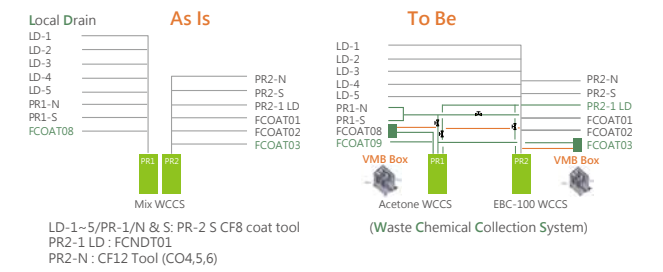 Local Drain
As Is
LD-1
LD-2
LD-3
LD-4
LD-5
PR1-N
PR1-S
FCOAT08
PR2-N
PR2-S
PR2-1 LD
FCOAT01
FCOAT02
FCOAT03
PR1 PR2
Mix WCCS
To Be
LD-1
LD-2
LD-3
LD-4
LD-5
PR1-N
PR1-S
FCOAT08
FCOAT09
PR2-N
PR2-S
PR2-1 LD
FCOAT01
FCOAT02
FCOAT03
VMB Box
PR1
PR2
VMB Box
Acetone WCCS
EBC-100 WCCS
(Waste Chemical Collection System)
LD-1~5/PR-1/N & S: PR-2 S CF8 coat tool
PR2-1 LD : FCNDT01
PR2-N : CF12 Tool (CO4,5,6)